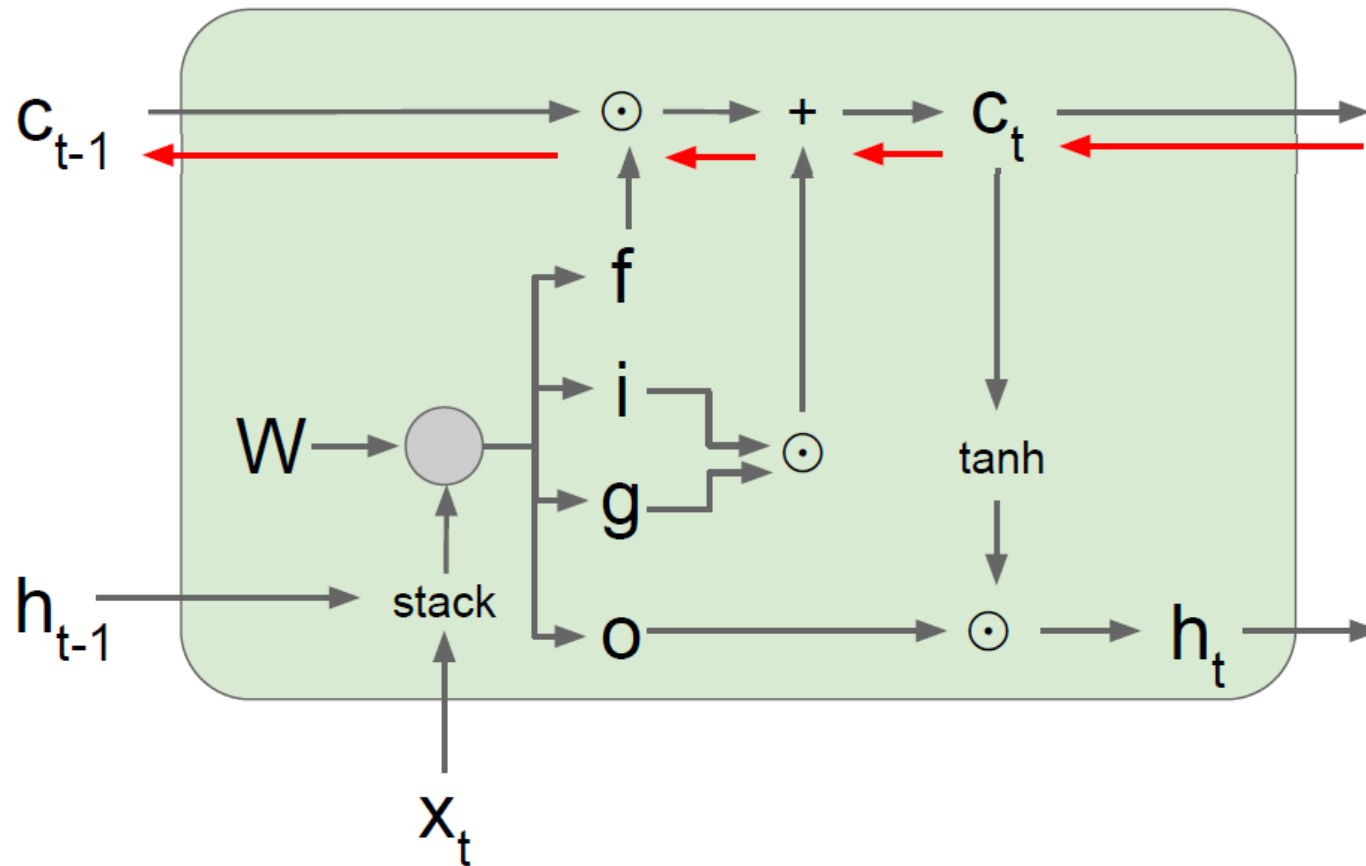 c_t-1 ⊙ + c_t
f
i
W ⊙ tanh
g
h_t-1 stack o ⊙ h_t
x_t